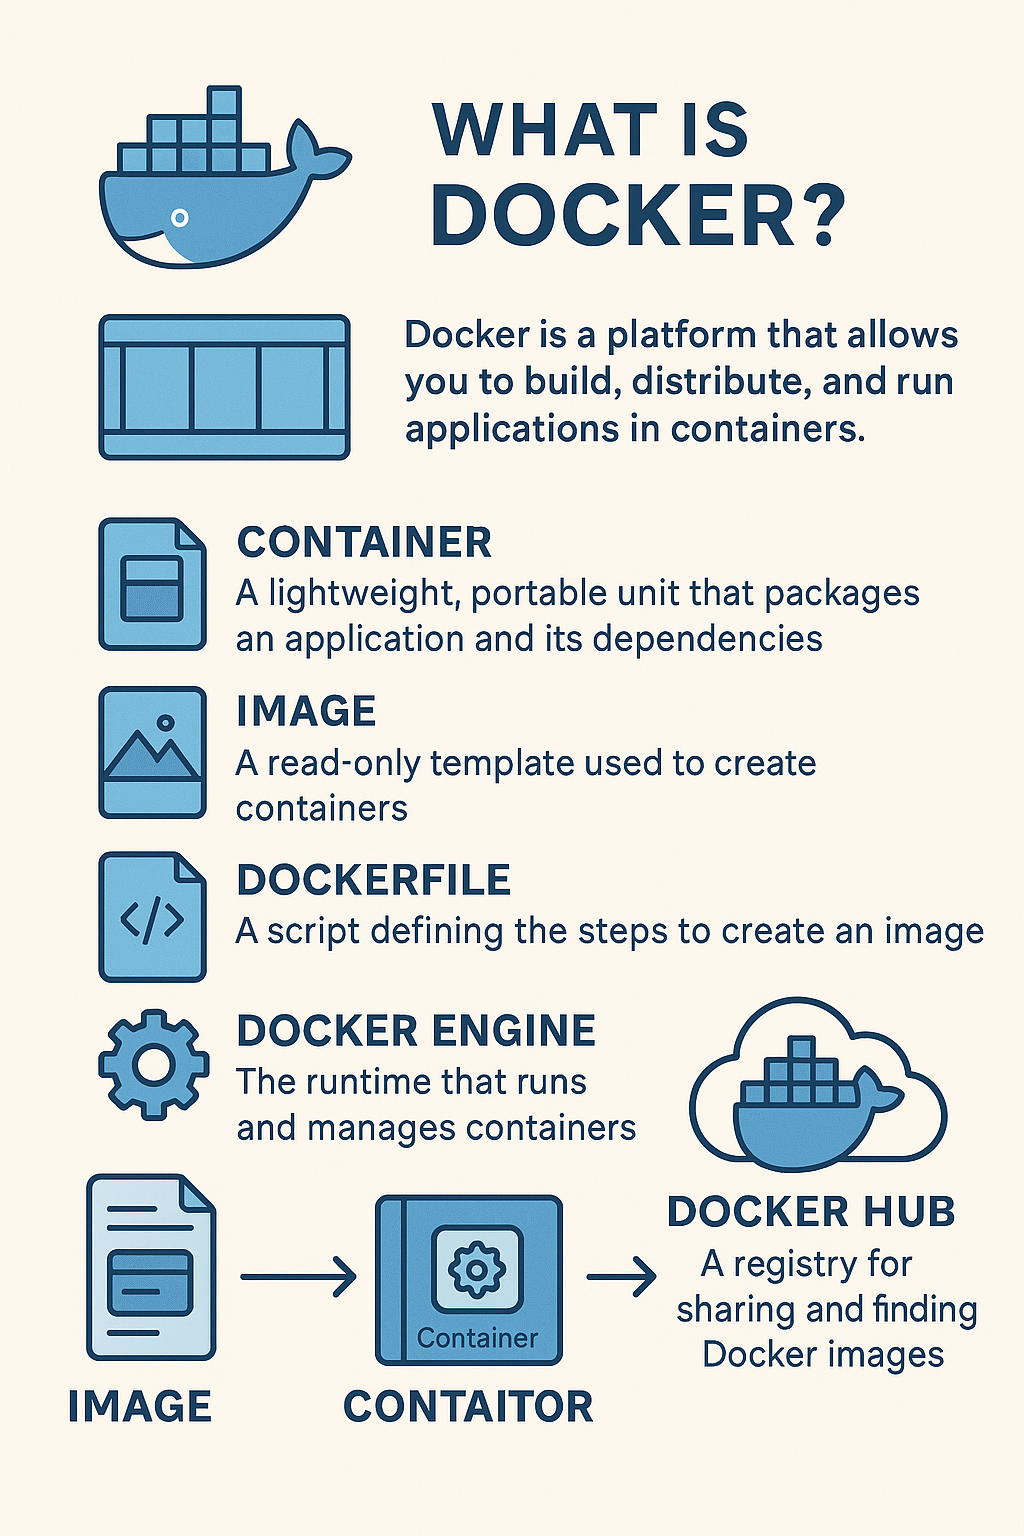 WHAT IS
DOCKER?
Docker is a platform that allows
you to build, distribute, and run
applications in containers.
CONTAINER
A lightweight, portable unit that packages
an application and its dependencies
IMAGE
A read-only template used to create
containers
DOCKERFILE
</>
A script defining the steps to create an image
DOCKER ENGINE
The runtime that runs
and manages containers
DOCKER HUB
A registry for
sharing and finding
Docker images
IMAGE
Container
CONTAITOR